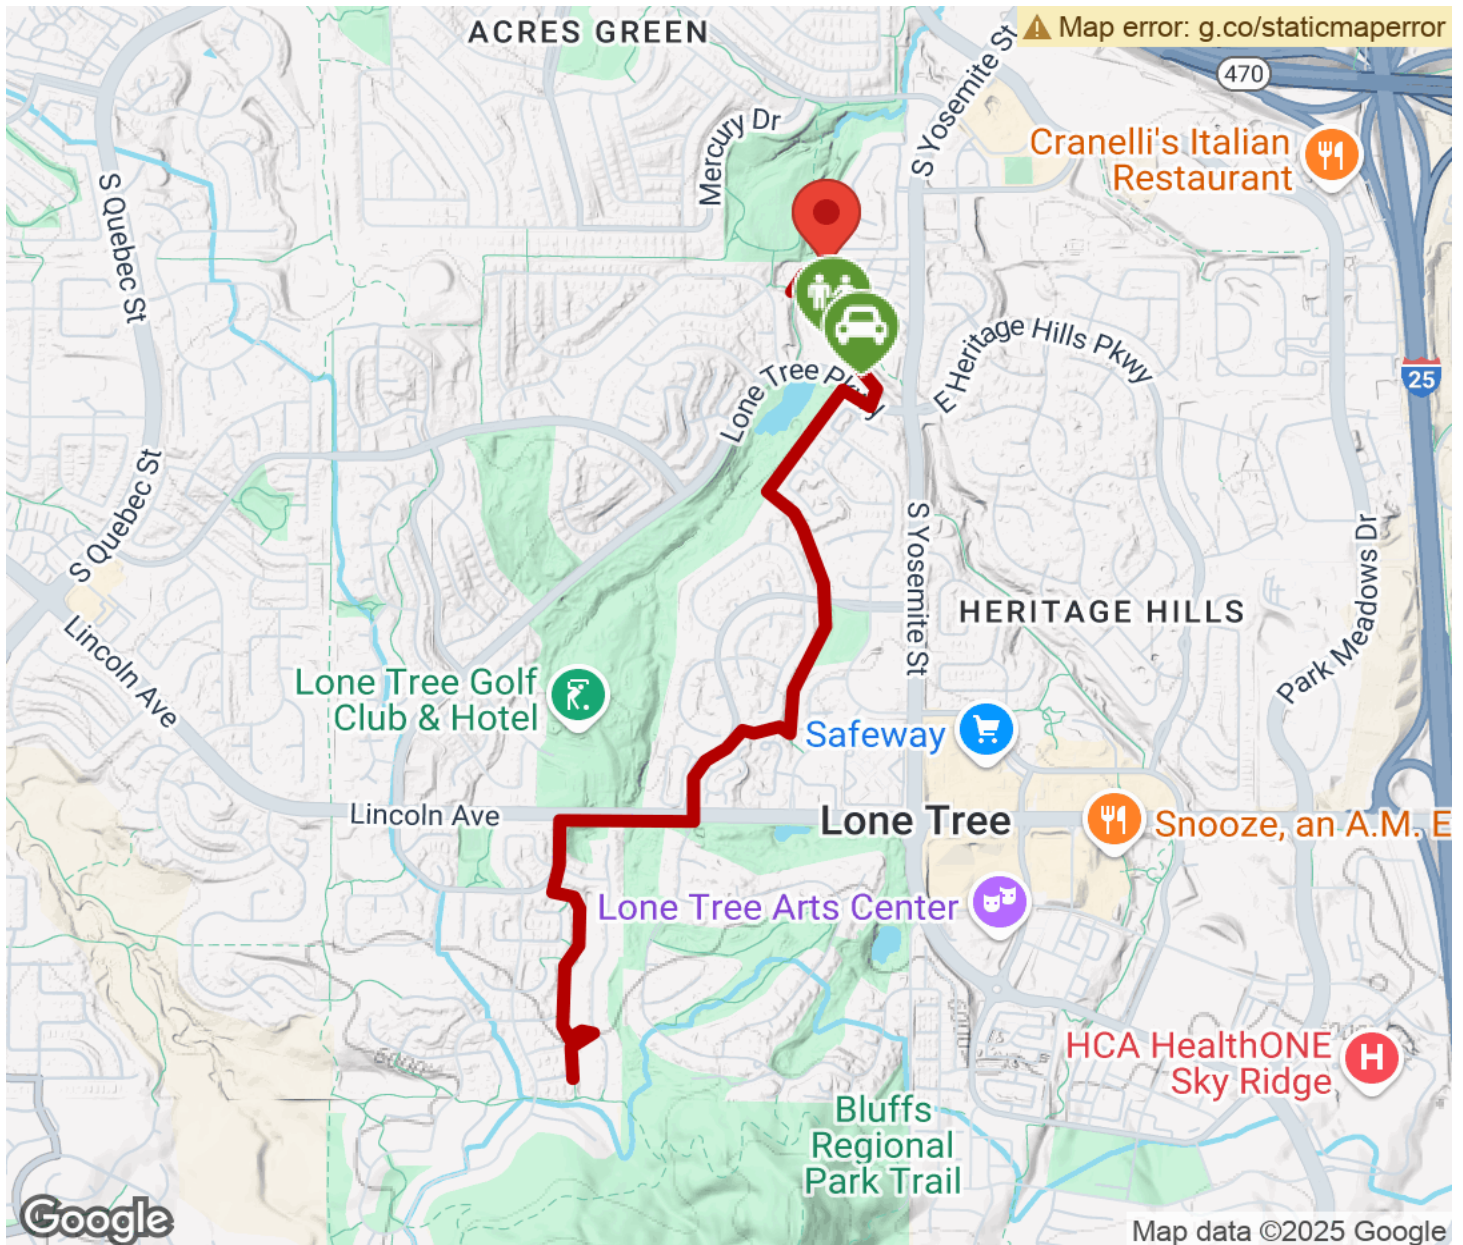 ACRES GREEN
Map error: g.co/staticmaperror
470
S Yosemite St
Mercury Dr
Cranelli's Italian
Restaurant
S Quebec St
E Heritage Hills Pkwy
Lone Tree Pkwy
25
S Quebec St
S Yosemite St
Park Meadows Dr
HERITAGE HILLS
Lincoln Ave
Lone Tree Golf
Club & Hotel
Safeway
Lincoln Ave
Lone Tree
Snooze, an A.M. E
Lone Tree Arts Center
HCA HealthONE
Sky Ridge
H
Bluffs
Regional
Park Trail
Google
Map data ©2025 Google